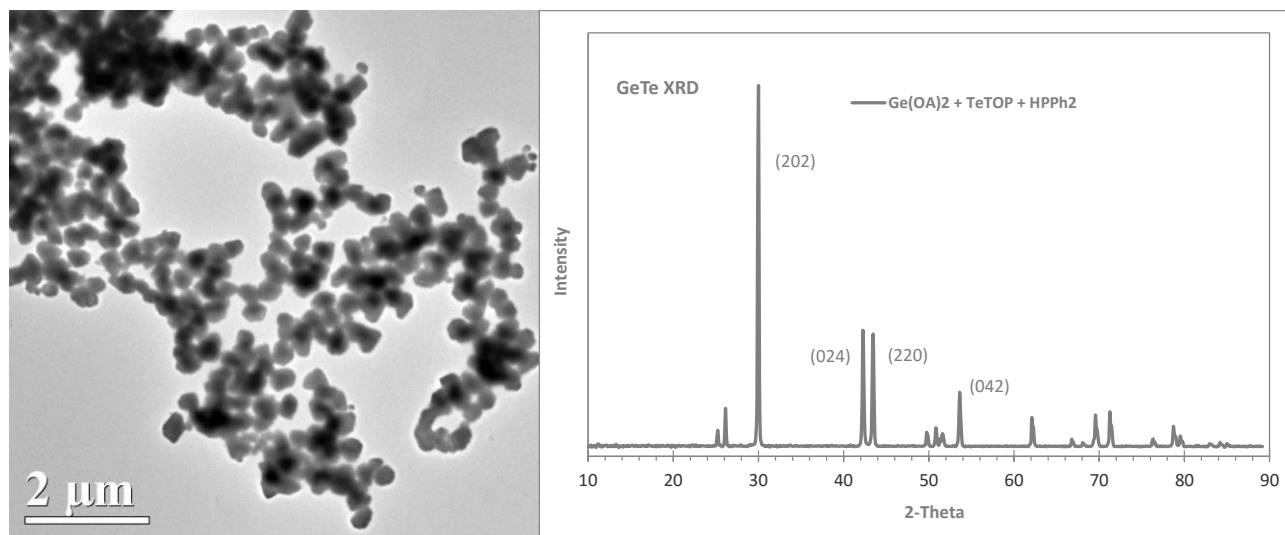 2 µm
GeTe XRD
Ge(OA)2 + TeTOP + HPPh2
(202)
(024)
(220)
(042)
Intensity
10 20 30 40 50 60 70 80 90
2-Theta